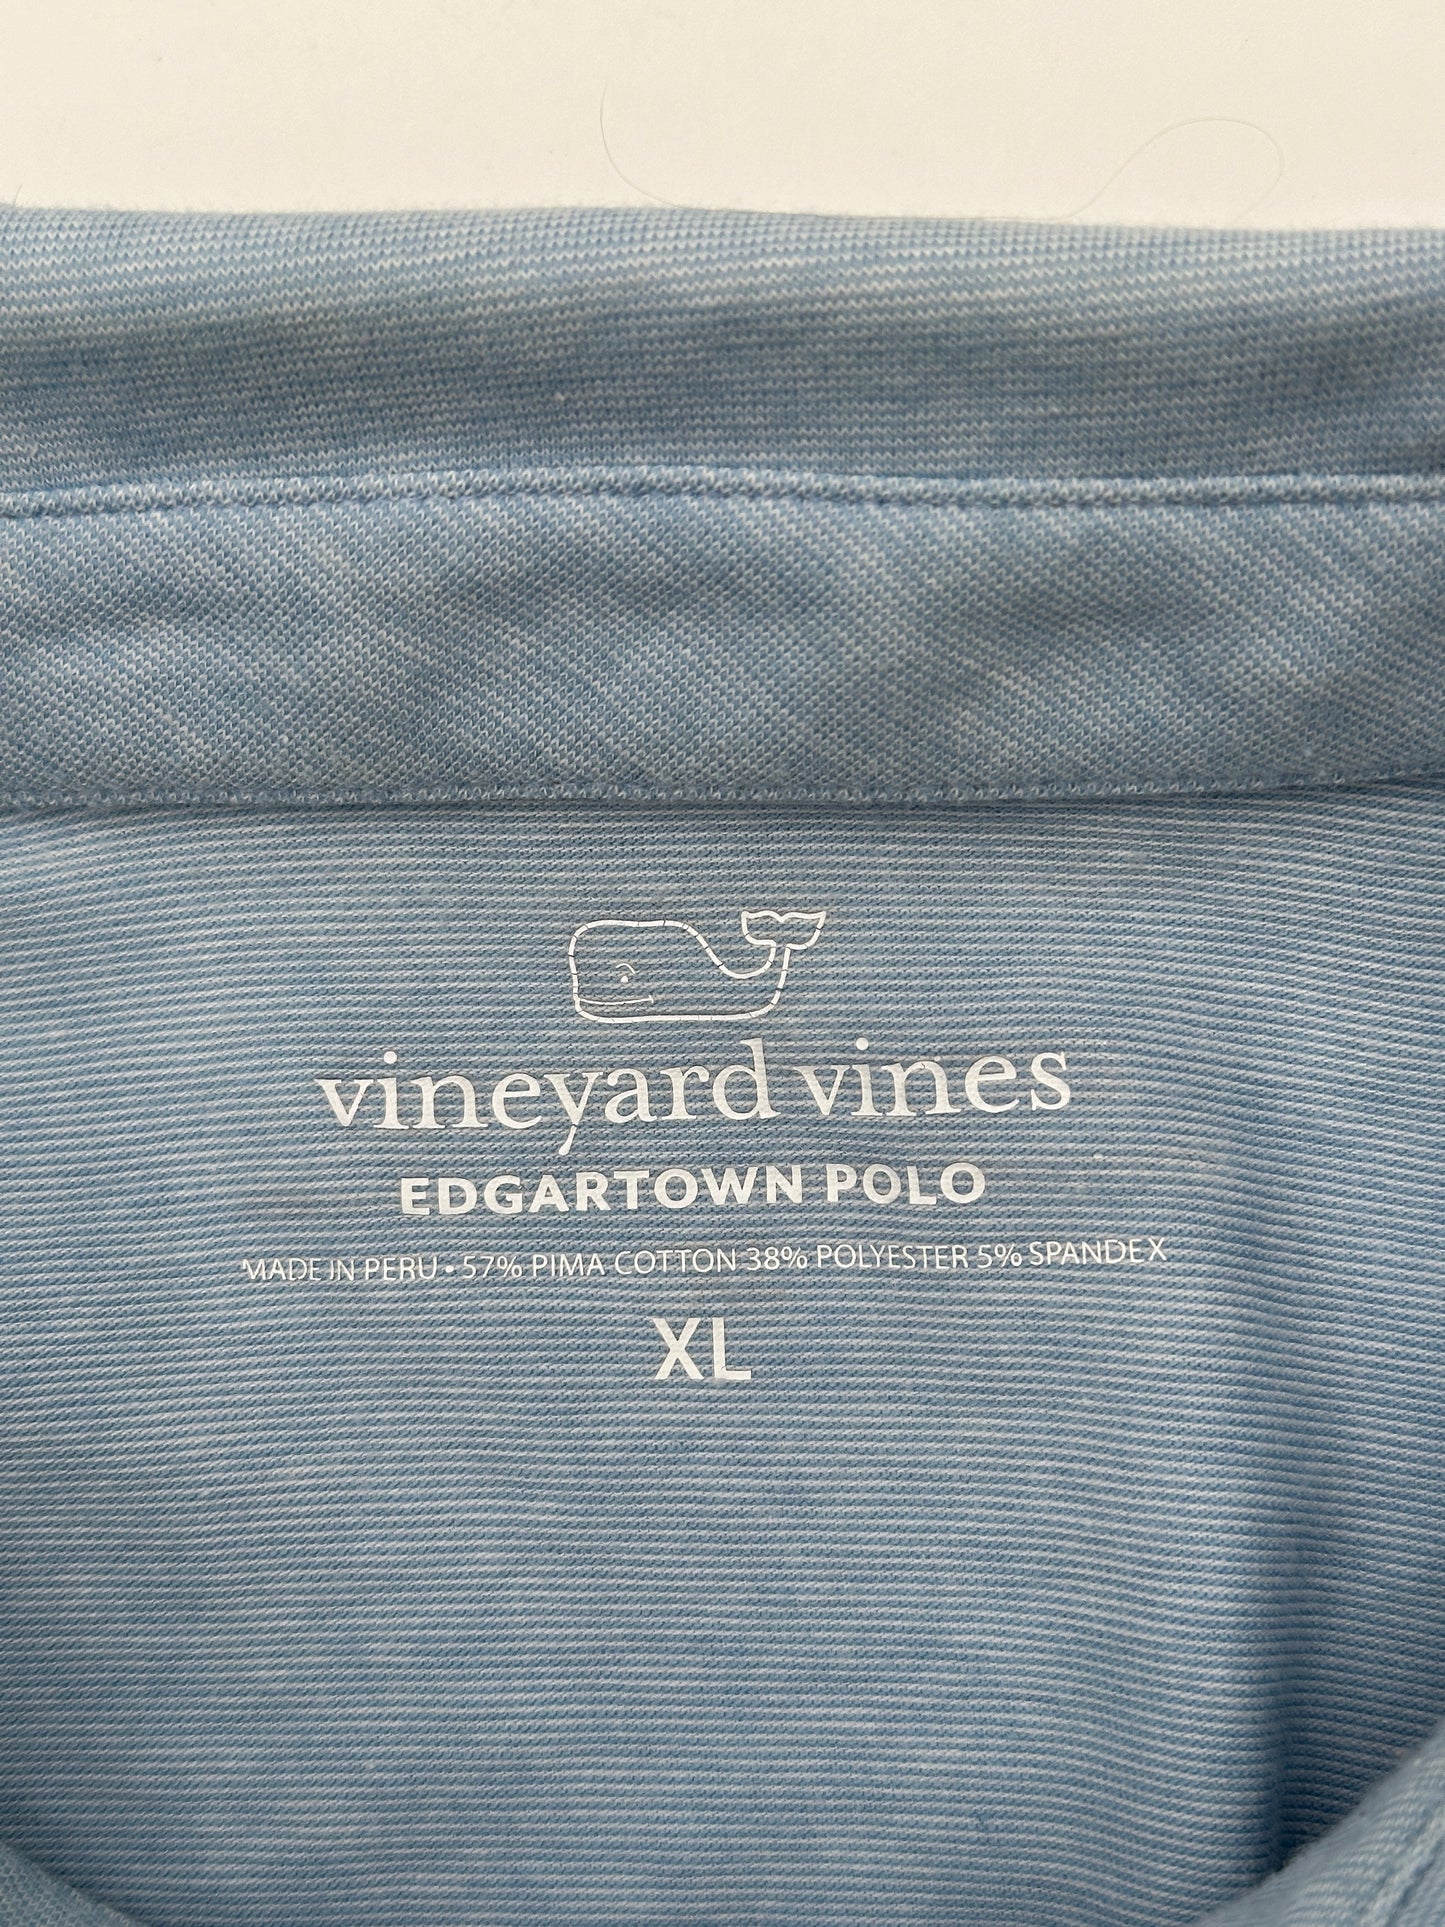 vineyard vines
EDGARTOWN POLO
MADE IN PERU • 57% PIMA COTTON 38% POLYESTER 5% SPANDEX
XL